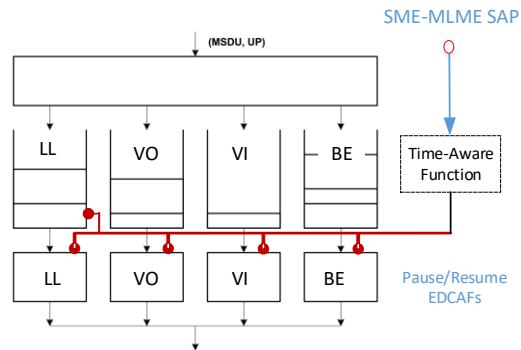 SME-MLME SAP
(MSDU, UP)
LL
VO
VI
BE
Time-Aware
Function
LL
VO
VI
BE
Pause/Resume
EDCAFs